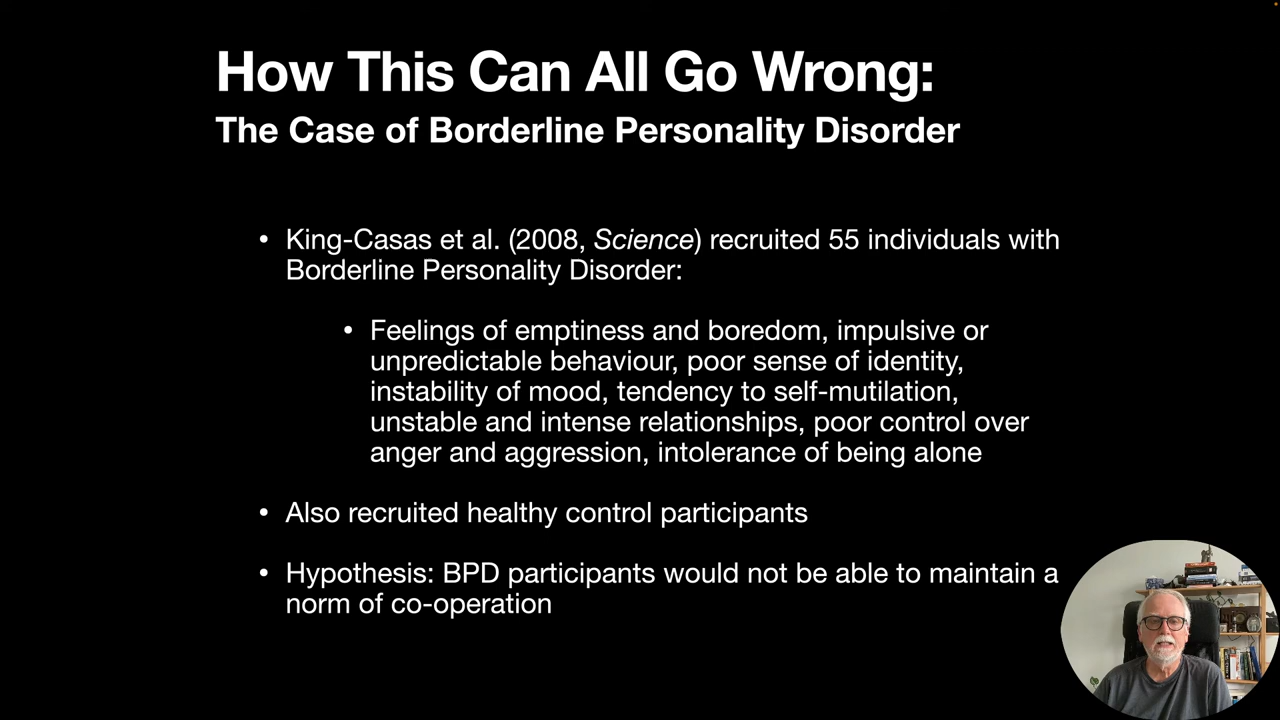 How This Can All Go Wrong:
The Case of Borderline Personality Disorder
• King-Casas et al. (2008, Science) recruited 55 individuals with
Borderline Personality Disorder:
• Feelings of emptiness and boredom, impulsive or
unpredictable behaviour, poor sense of identity,
instability of mood, tendency to self-mutilation,
unstable and intense relationships, poor control over
anger and aggression, intolerance of being alone
• Also recruited healthy control participants
• Hypothesis: BPD participants would not be able to maintain a
norm of co-operation